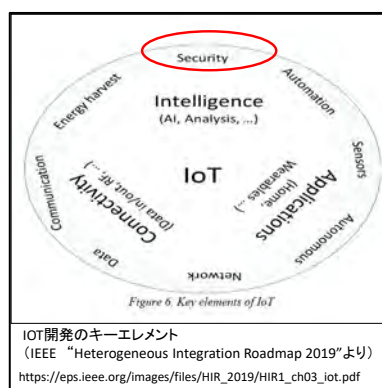 Security
Automation
Sensors
Autonomous
Network
Data
Communication
Energy harvest
Intelligence
(AI, Analysis, ...)
IoT
Applications
(Home,
Wearables ...)
Connectivity
(Data in/out, RF, ...)
Figure 6. Key elements of IoT
IOT開発のキーエレメント
（IEEE “Heterogeneous Integration Roadmap 2019”より）
https://eps.ieee.org/images/files/HIR_2019/HIR1_ch03_iot.pdf